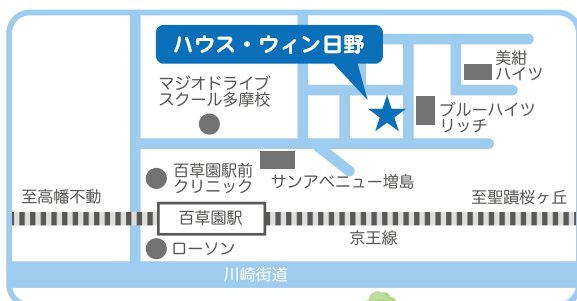 ハウス・ウィン日野
美紺
ハイツ
マジオドライブ
スクール多摩校
ブルーハイツ
リッチ
百草園駅前
クリニック
サンアベニュー増島
至高幡不動
至聖蹟桜ヶ丘
百草園駅
京王線
ローソン
川崎街道